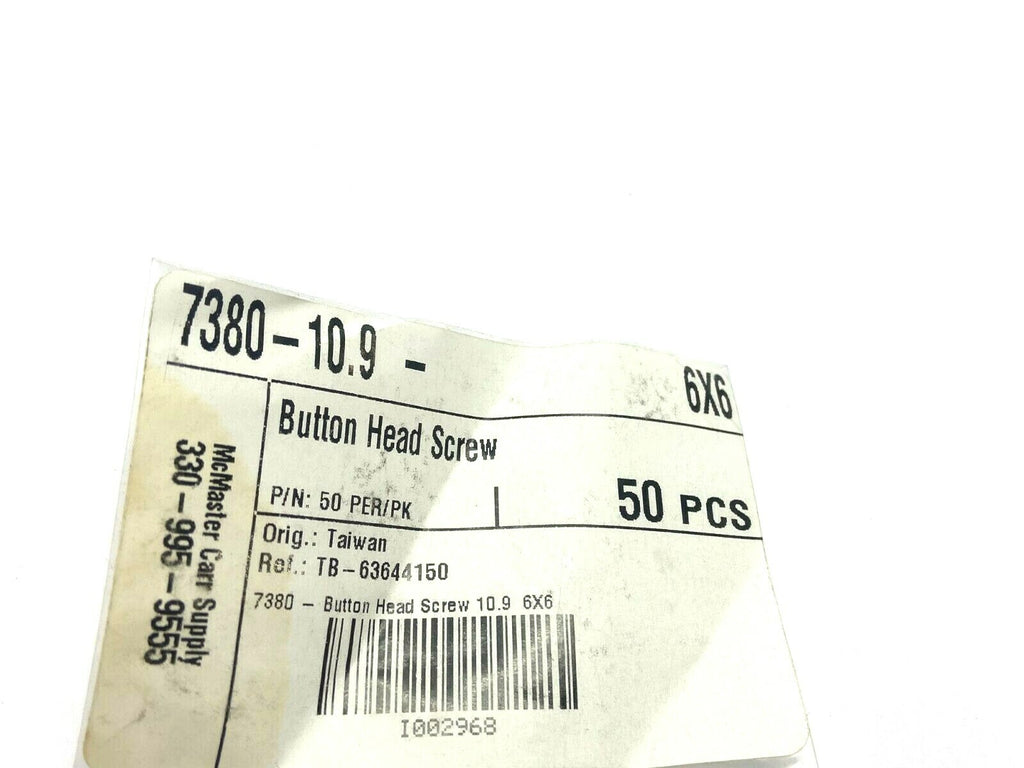 7380-10.9 - 6X6
Button Head Screw
P/N: 50 PER/PK
50 PCS
Orig.: Taiwan
Ref.: TB-63644150
7380 - Button Head Screw 10.9 6X6
I002968
McMaster Carr Supply
330-995-9555